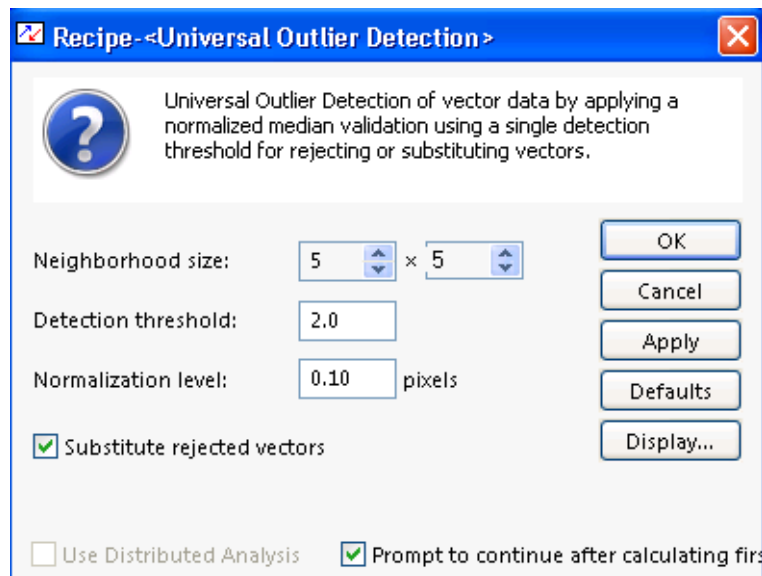 Recipe-<Universal Outlier Detection>
Universal Outlier Detection of vector data by applying a
normalized median validation using a single detection
threshold for rejecting or substituting vectors.
Neighborhood size: 5 × 5
OK
Cancel
Detection threshold: 2.0
Apply
Normalization level: 0.10 pixels
Defaults
Substitute rejected vectors
Display...
Use Distributed Analysis Prompt to continue after calculating